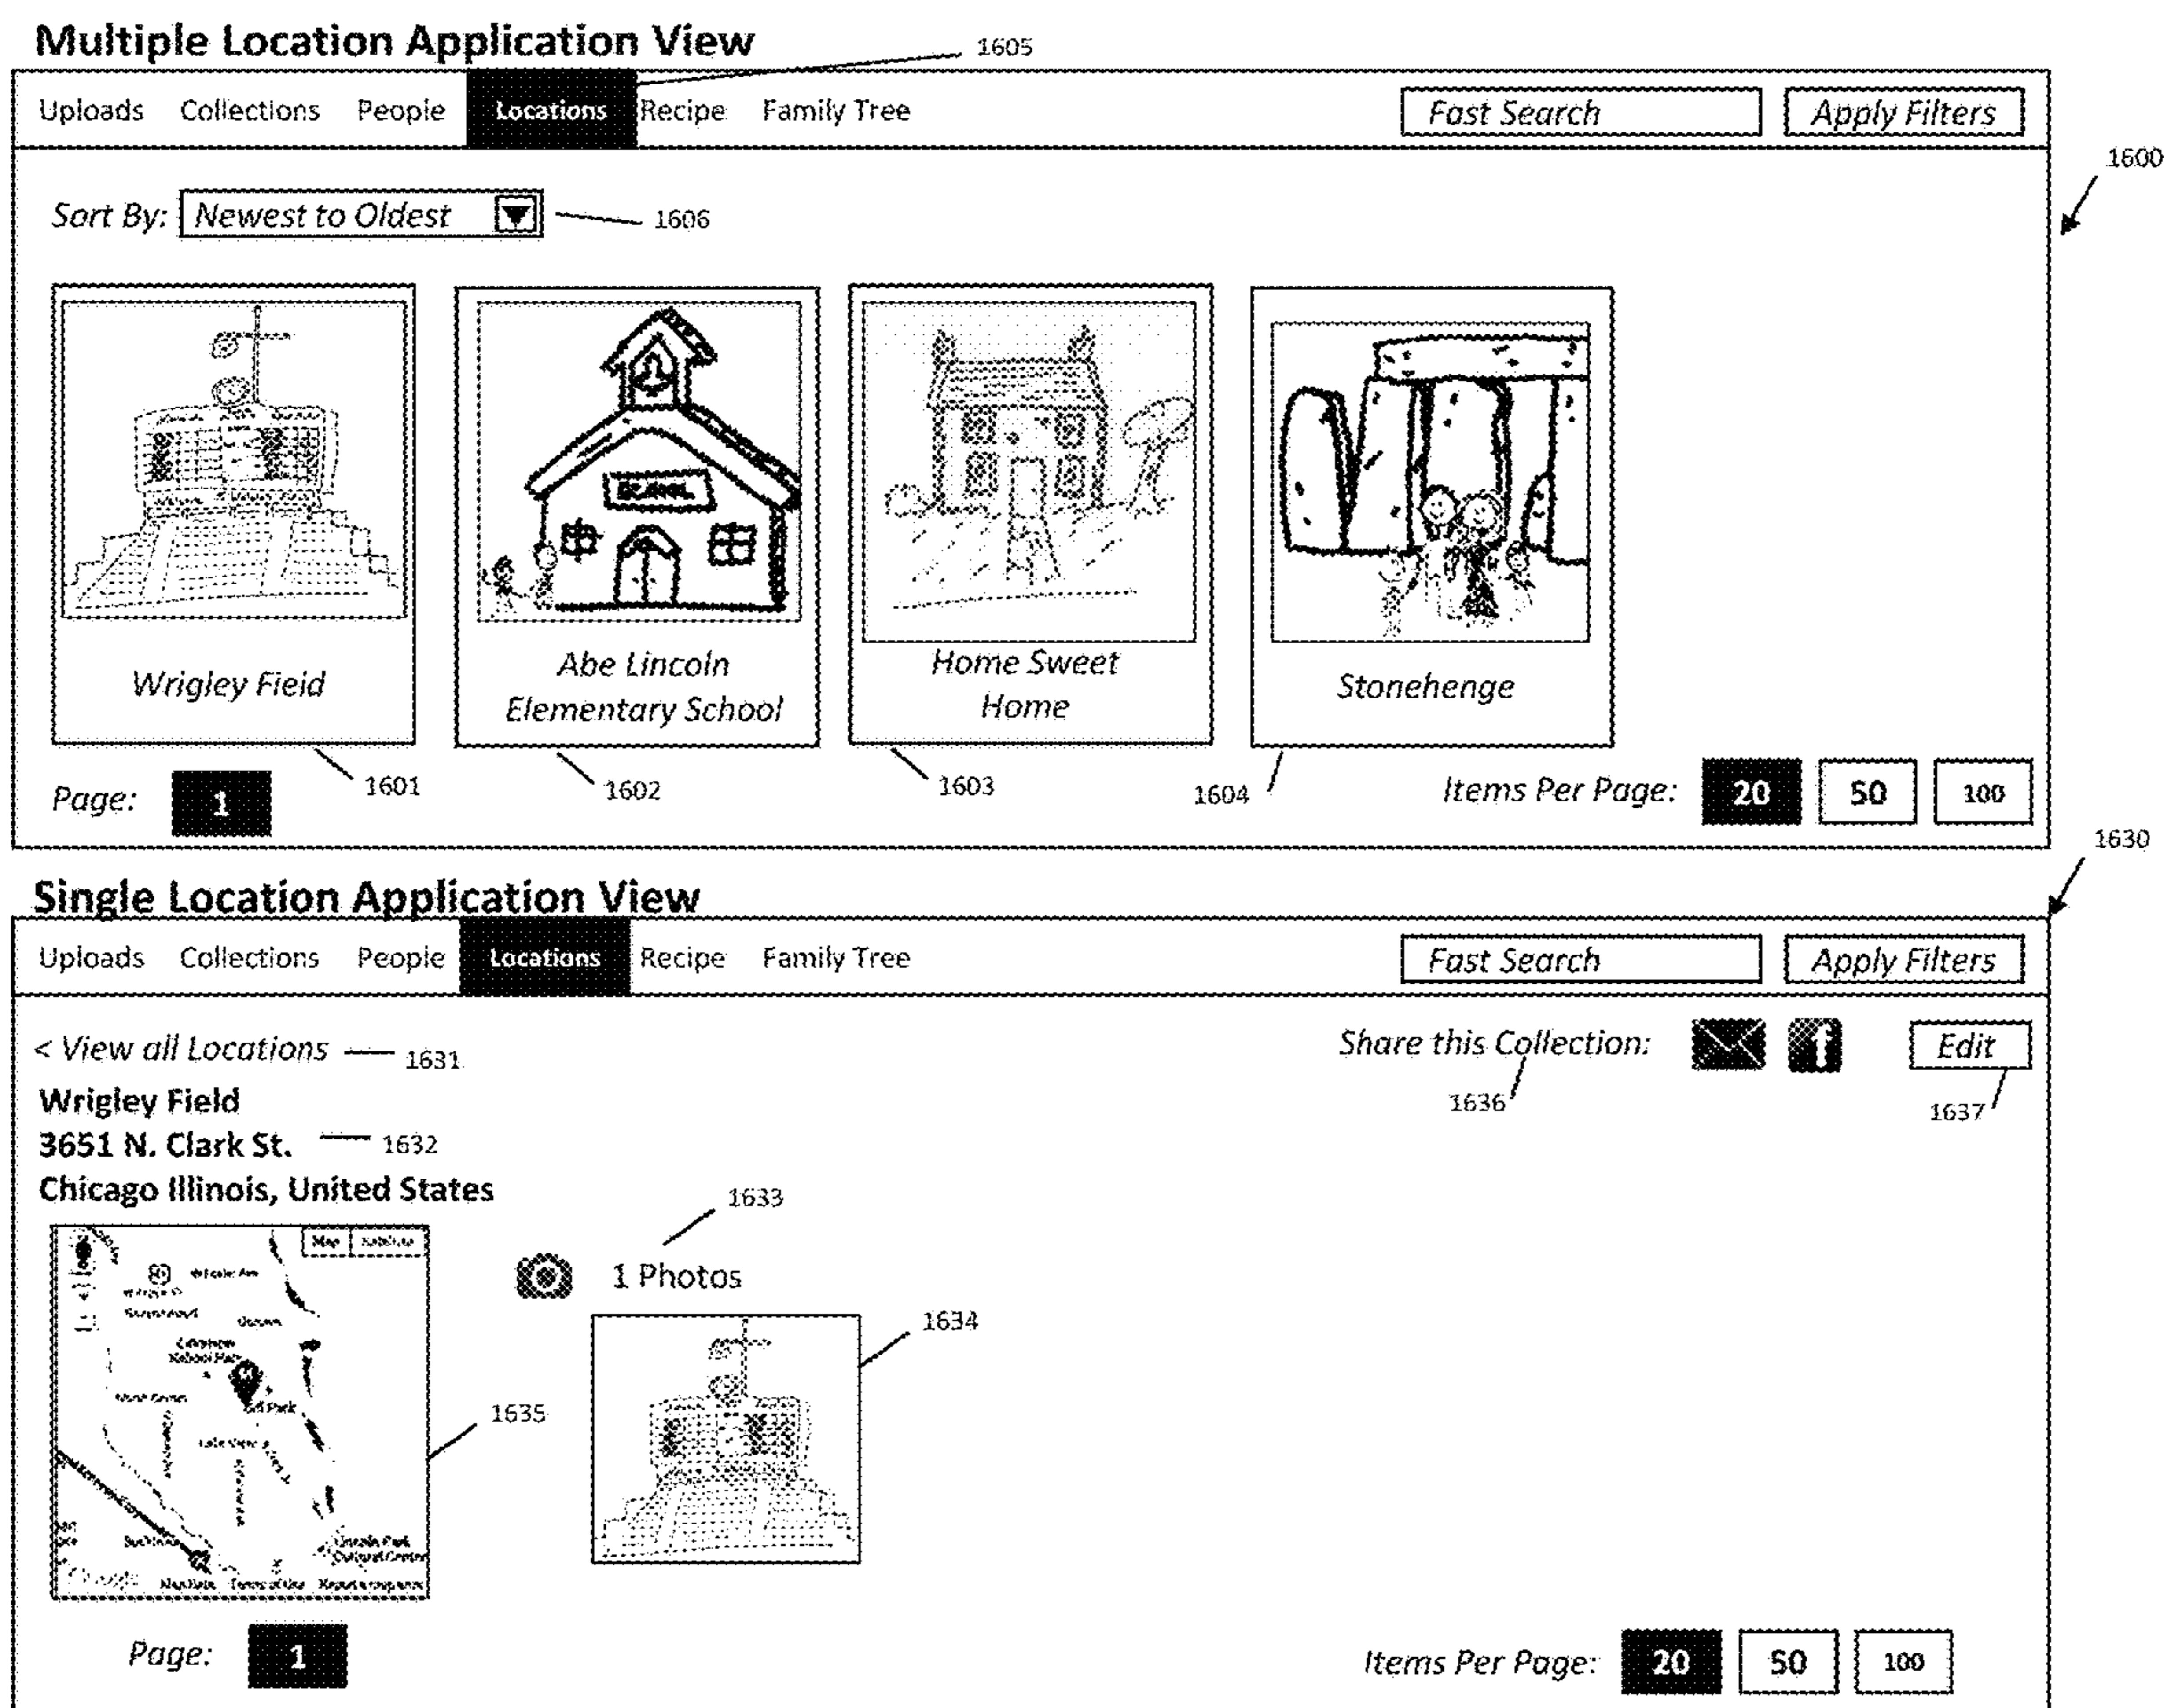 Multiple Location Application View
1605
Uploads Collections People Locations Recipe Family Tree Fast Search Apply Filters
1600
Sort By: Newest to Oldest 1606
Wrigley Field
Abe Lincoln
Elementary School
Home Sweet
Home
Stonehenge
1601 1602 1603 1604
Page: 1 Items Per Page: 20 50 100
1630
Single Location Application View
Uploads Collections People Locations Recipe Family Tree Fast Search Apply Filters
< View all Locations 1631 Share this Collection: f Edit
1636 1637
Wrigley Field
3651 N. Clark St. 1632
Chicago Illinois, United States
1633
Map
1 Photos
1634
1635
Lincoln Park
Page: 1 Items Per Page: 20 50 100